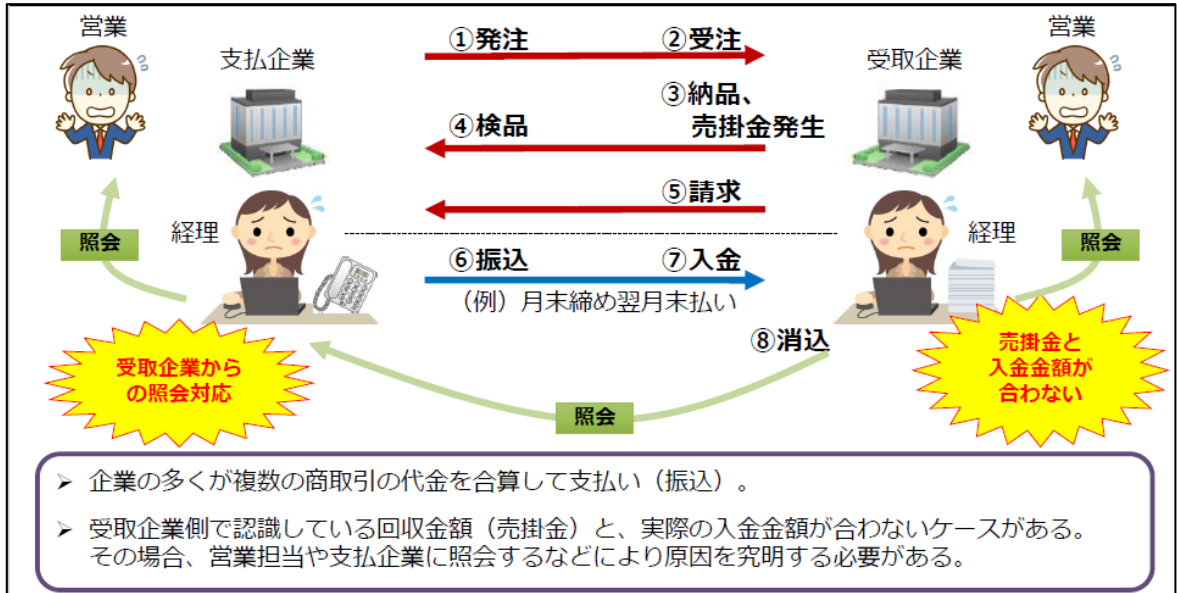 営業
営業
支払企業
①発注
②受注
受取企業
③納品、
売掛金発生
④検品
⑤請求
経理
経理
照会
照会
⑥振込
⑦入金
（例）月末締め翌月末払い
⑧消込
受取企業から
の照会対応
売掛金と
入金金額が
合わない
照会
➢ 企業の多くが複数の商取引の代金を合算して支払い（振込）。
➢ 受取企業側で認識している回収金額（売掛金）と、実際の入金金額が合わないケースがある。
その場合、営業担当や支払企業に照会するなどにより原因を究明する必要がある。